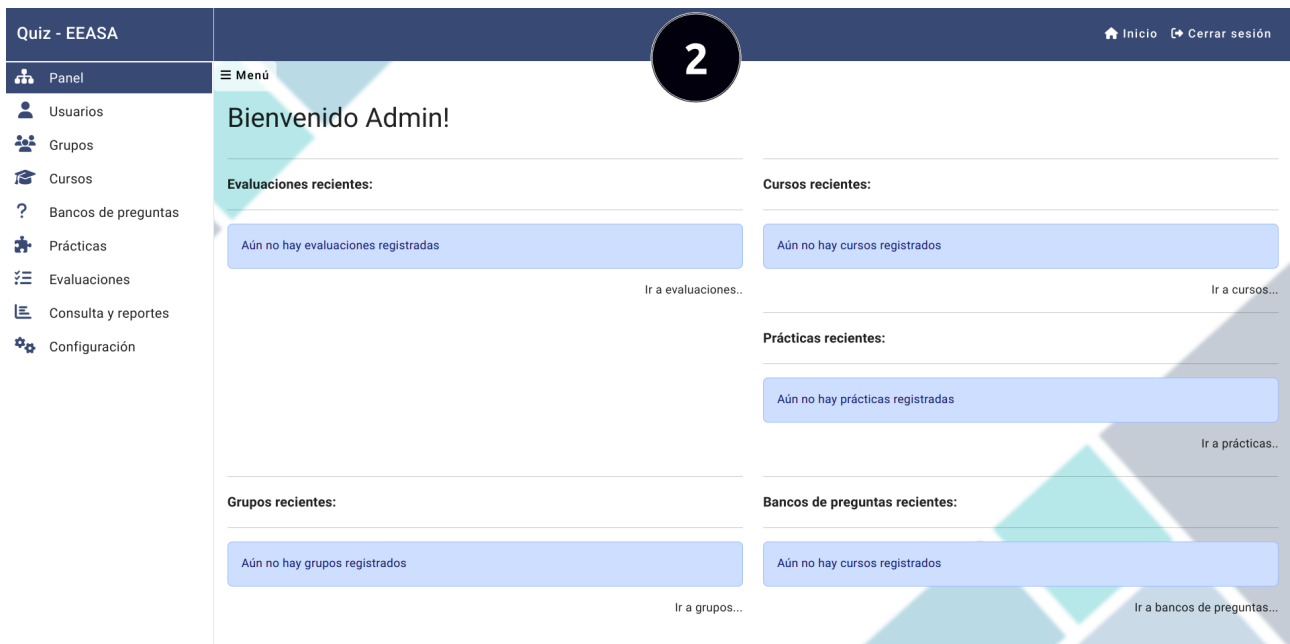 Quiz - EEASA
2
Inicio Cerrar sesión
Panel
Usuarios
Grupos
Cursos
? Bancos de preguntas
Prácticas
Evaluaciones
Consulta y reportes
Configuración
Menú
Bienvenido Admin!
Evaluaciones recientes:
Aún no hay evaluaciones registradas
Ir a evaluaciones..
Cursos recientes:
Aún no hay cursos registrados
Ir a cursos...
Prácticas recientes:
Aún no hay prácticas registradas
Ir a prácticas..
Grupos recientes:
Aún no hay grupos registrados
Ir a grupos...
Bancos de preguntas recientes:
Aún no hay cursos registrados
Ir a bancos de preguntas...